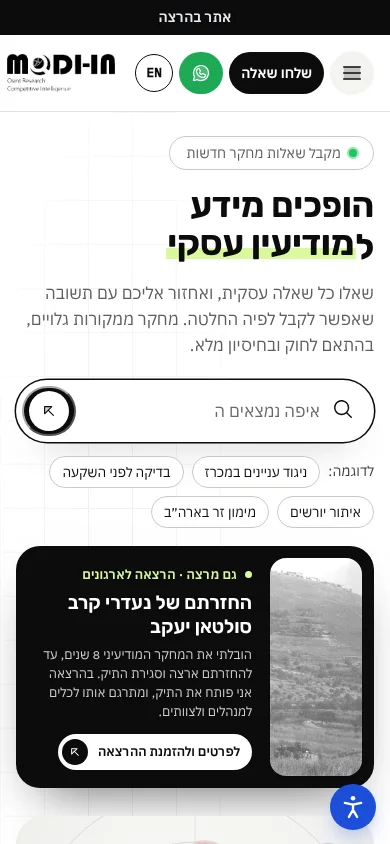 אתר בהרצה
שלחו שאלה
EN
MODI-IN
Osint Research
Competitive Intelligence
מקבל שאלות מחקר חדשות
הופכים מידע
למודיעין עסקי
שאלו כל שאלה עסקית, ואחזור אליכם עם תשובה
שאפשר לקבל לפיה החלטה. מחקר ממקורות גלויים,
בהתאם לחוק ובחיסיון מלא.
איפה נמצאים ה
לדוגמה:
ניגוד עניינים במכרז
בדיקה לפני השקעה
איתור יורשים
מימון זר בארה״ב
גם מרצה · הרצאה לארגונים
החזרתם של נעדרי קרב
סולטאן יעקב
הובלתי את המחקר המודיעיני 8 שנים, עד
להחזרתם ארצה וסגירת התיק. בהרצאה
אני פותח את התיק, ומתרגם אותו לכלים
למנהלים ולצוותים.
לפרטים ולהזמנת ההרצאה